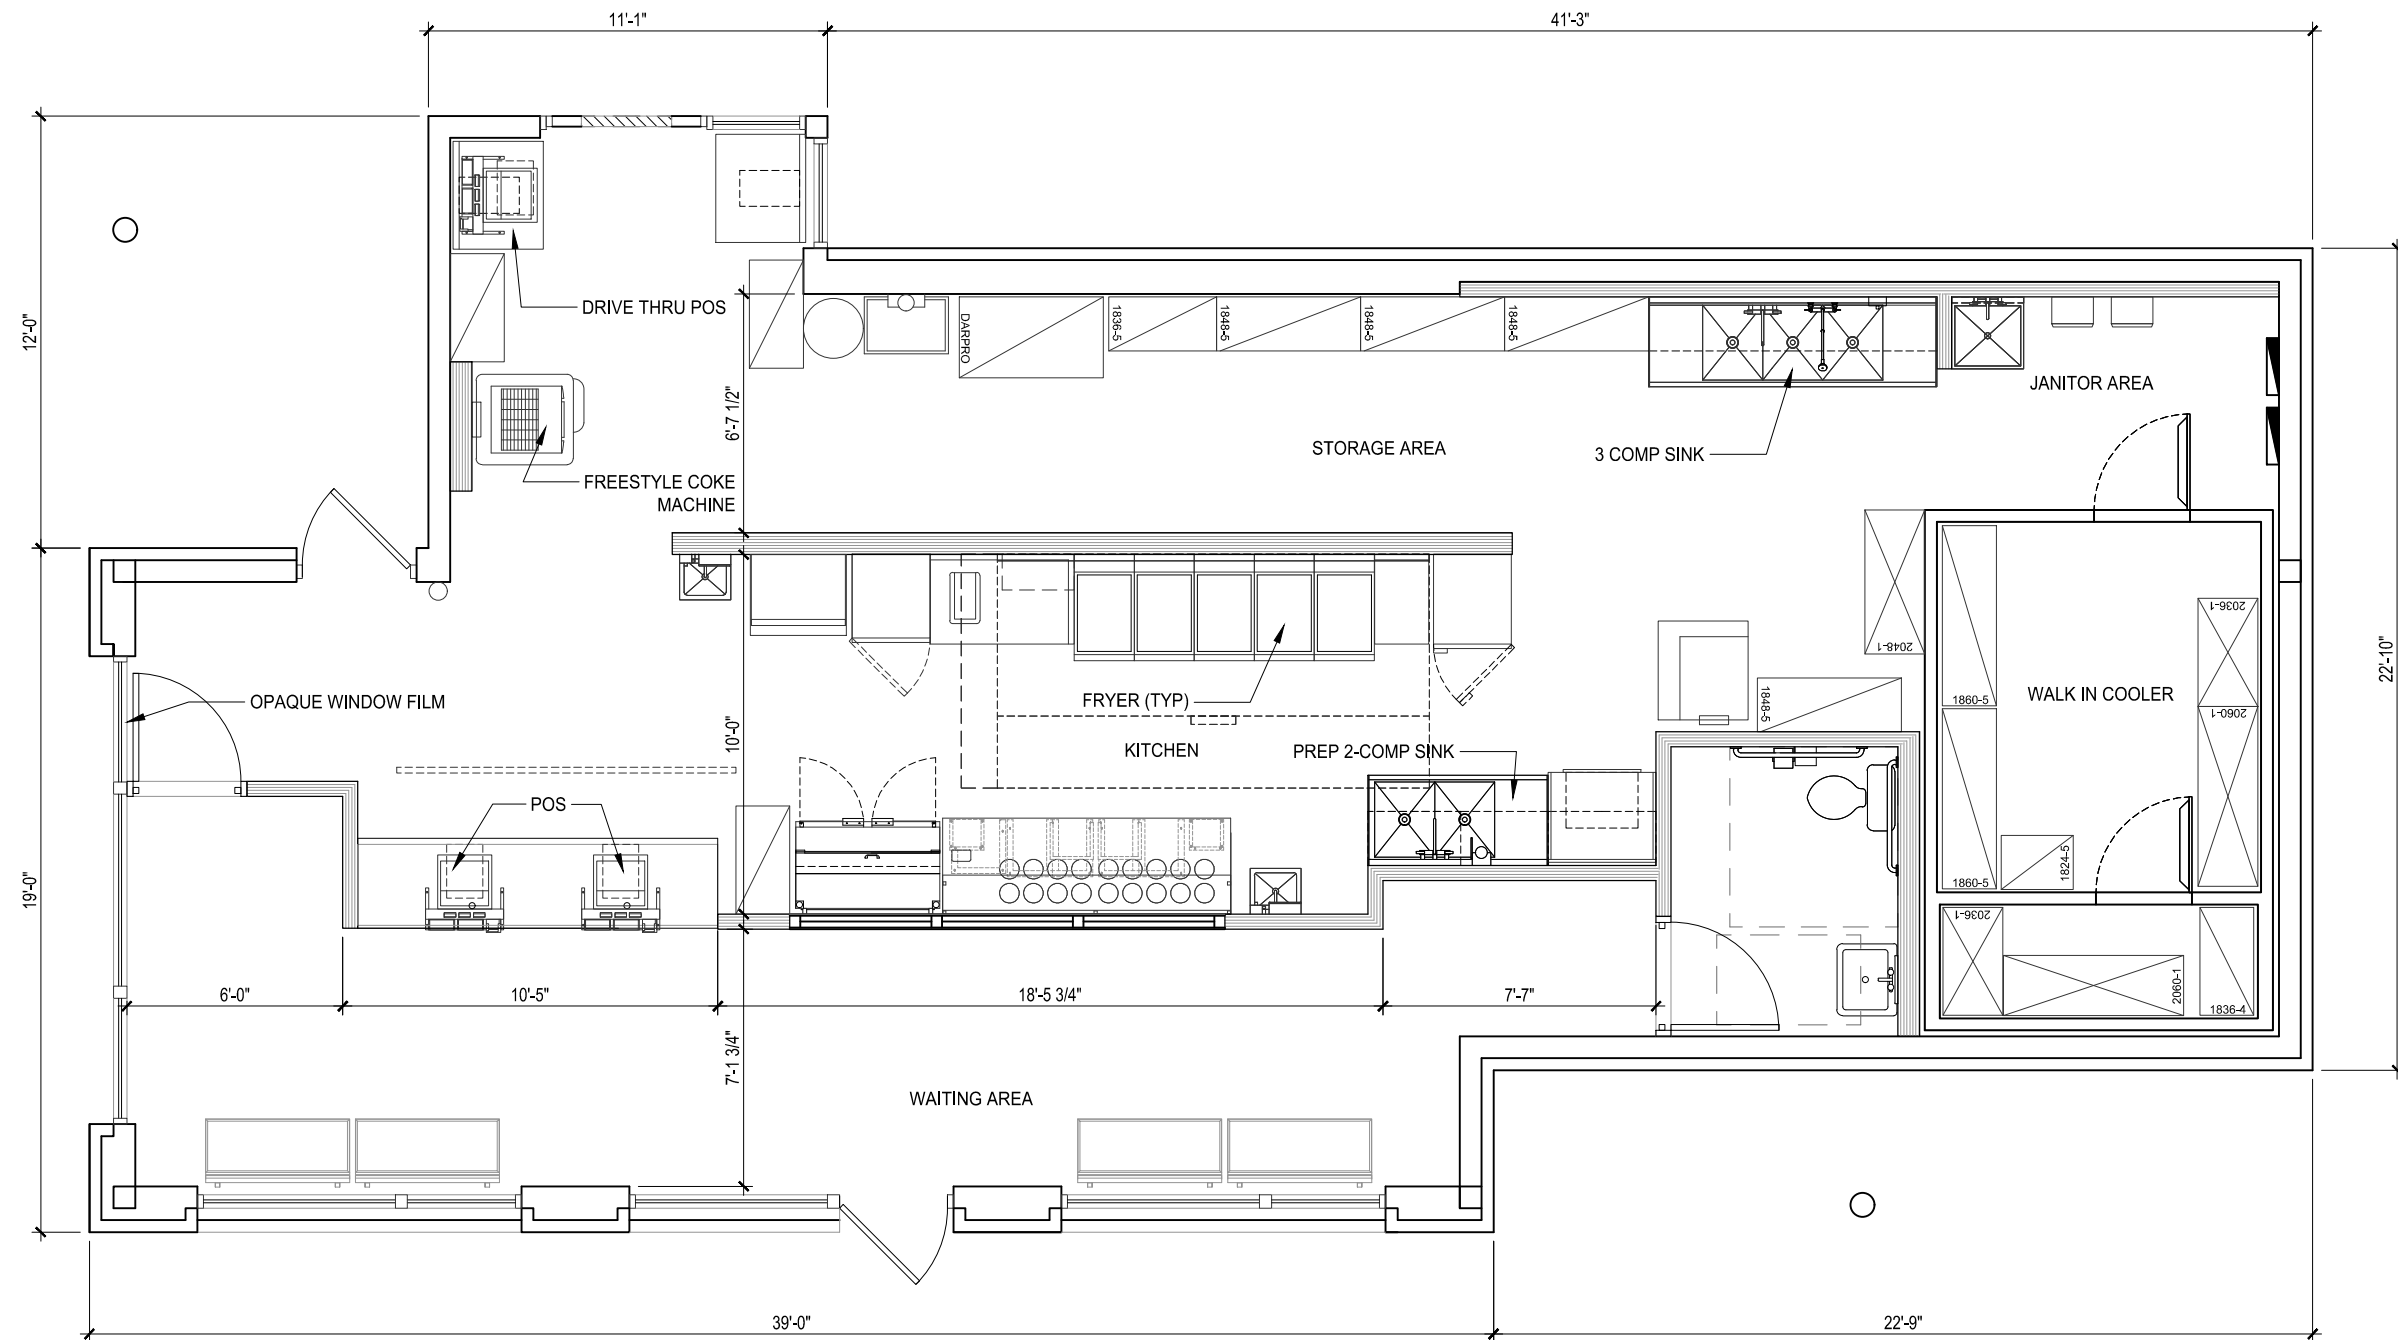 11'-1"
41'-3"
12'-0"
DRIVE THRU POS
DARPRO
1836-5
1848-5
1848-5
1848-5
6'-7 1/2"
JANITOR AREA
FREESTYLE COKE
MACHINE
STORAGE AREA
3 COMP SINK
2036-1
2048-1
22'-10"
OPAQUE WINDOW FILM
10'-0"
FRYER (TYP)
KITCHEN
PREP 2-COMP SINK
1848-5
1860-5
WALK IN COOLER
2060-1
POS
19'-0"
1824-5
1860-5
2036-1
2060-1
1836-4
6'-0"
10'-5"
18'-5 3/4"
7'-7"
7'-1 3/4"
WAITING AREA
39'-0"
22'-9"